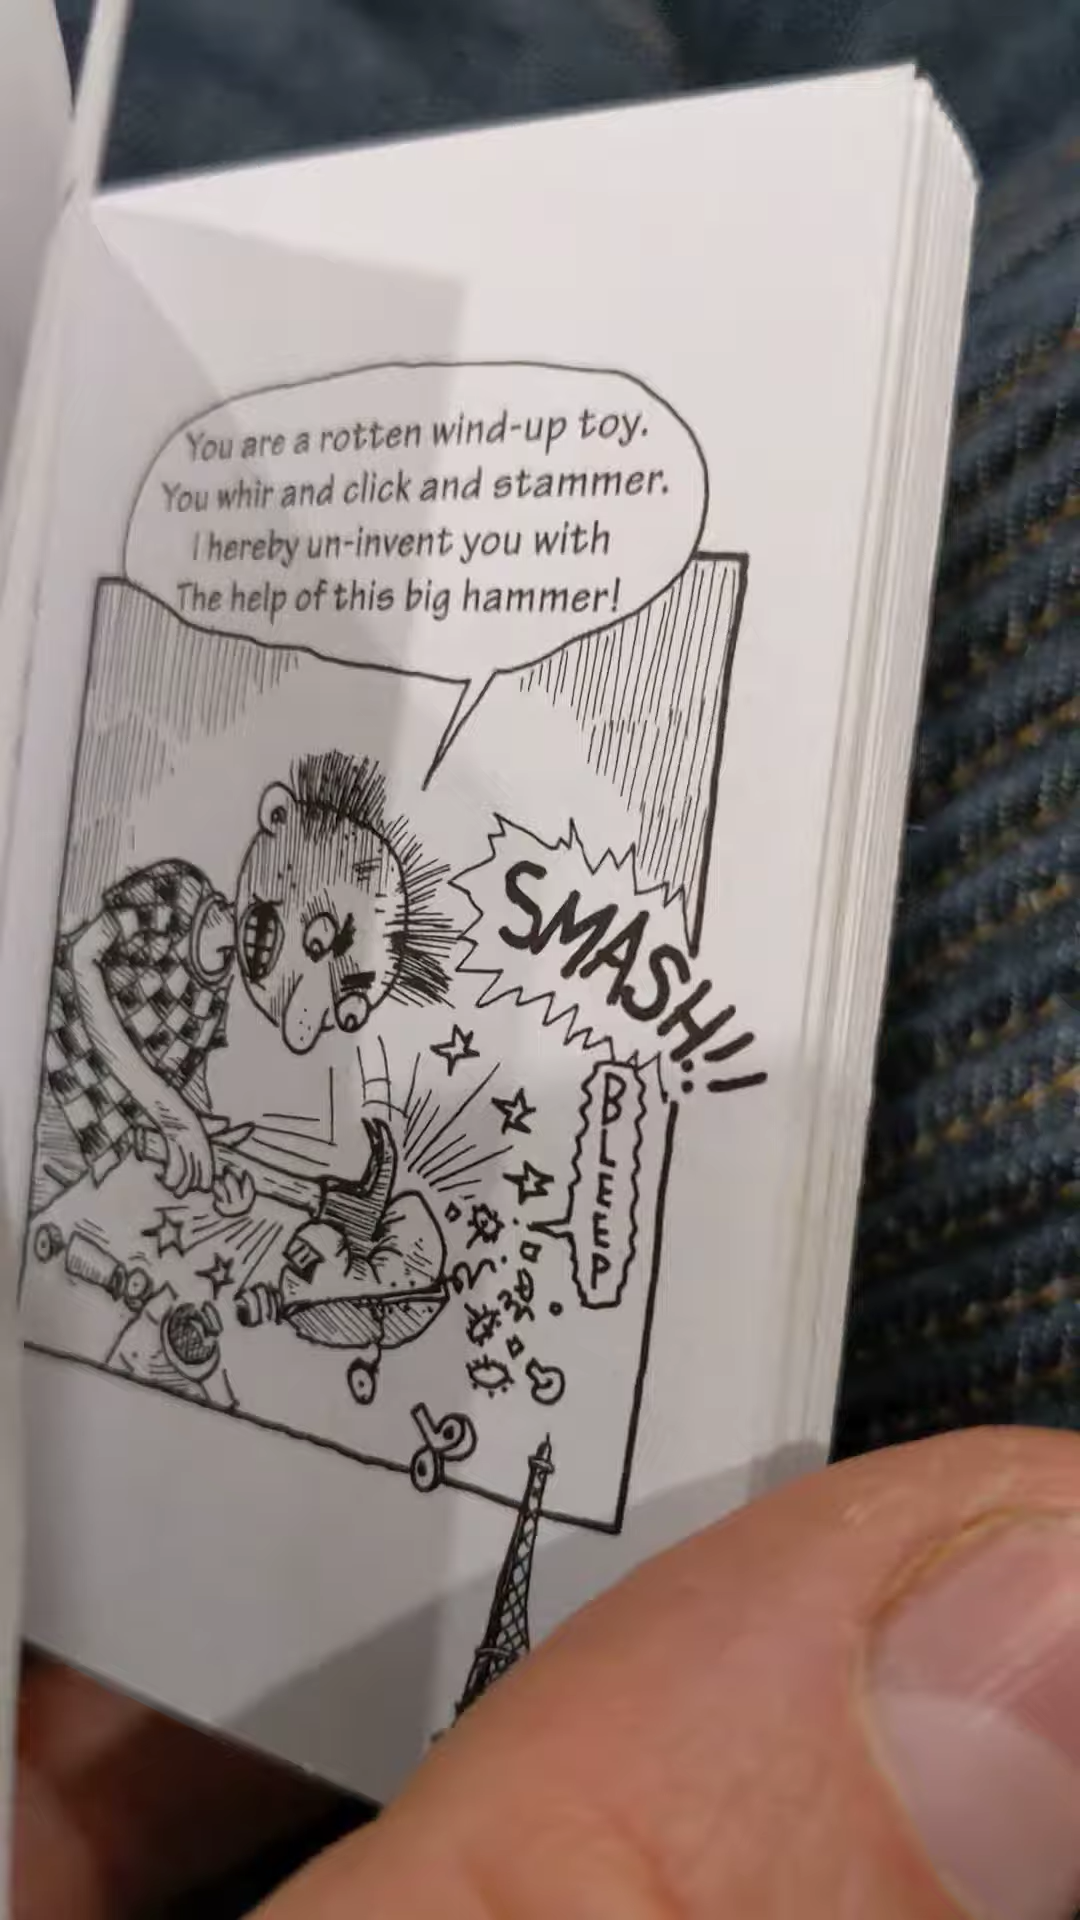 You are a rotten wind-up toy.
You whir and click and stammer.
I hereby un-invent you with
The help of this big hammer!
SMASH!!
BLEEP